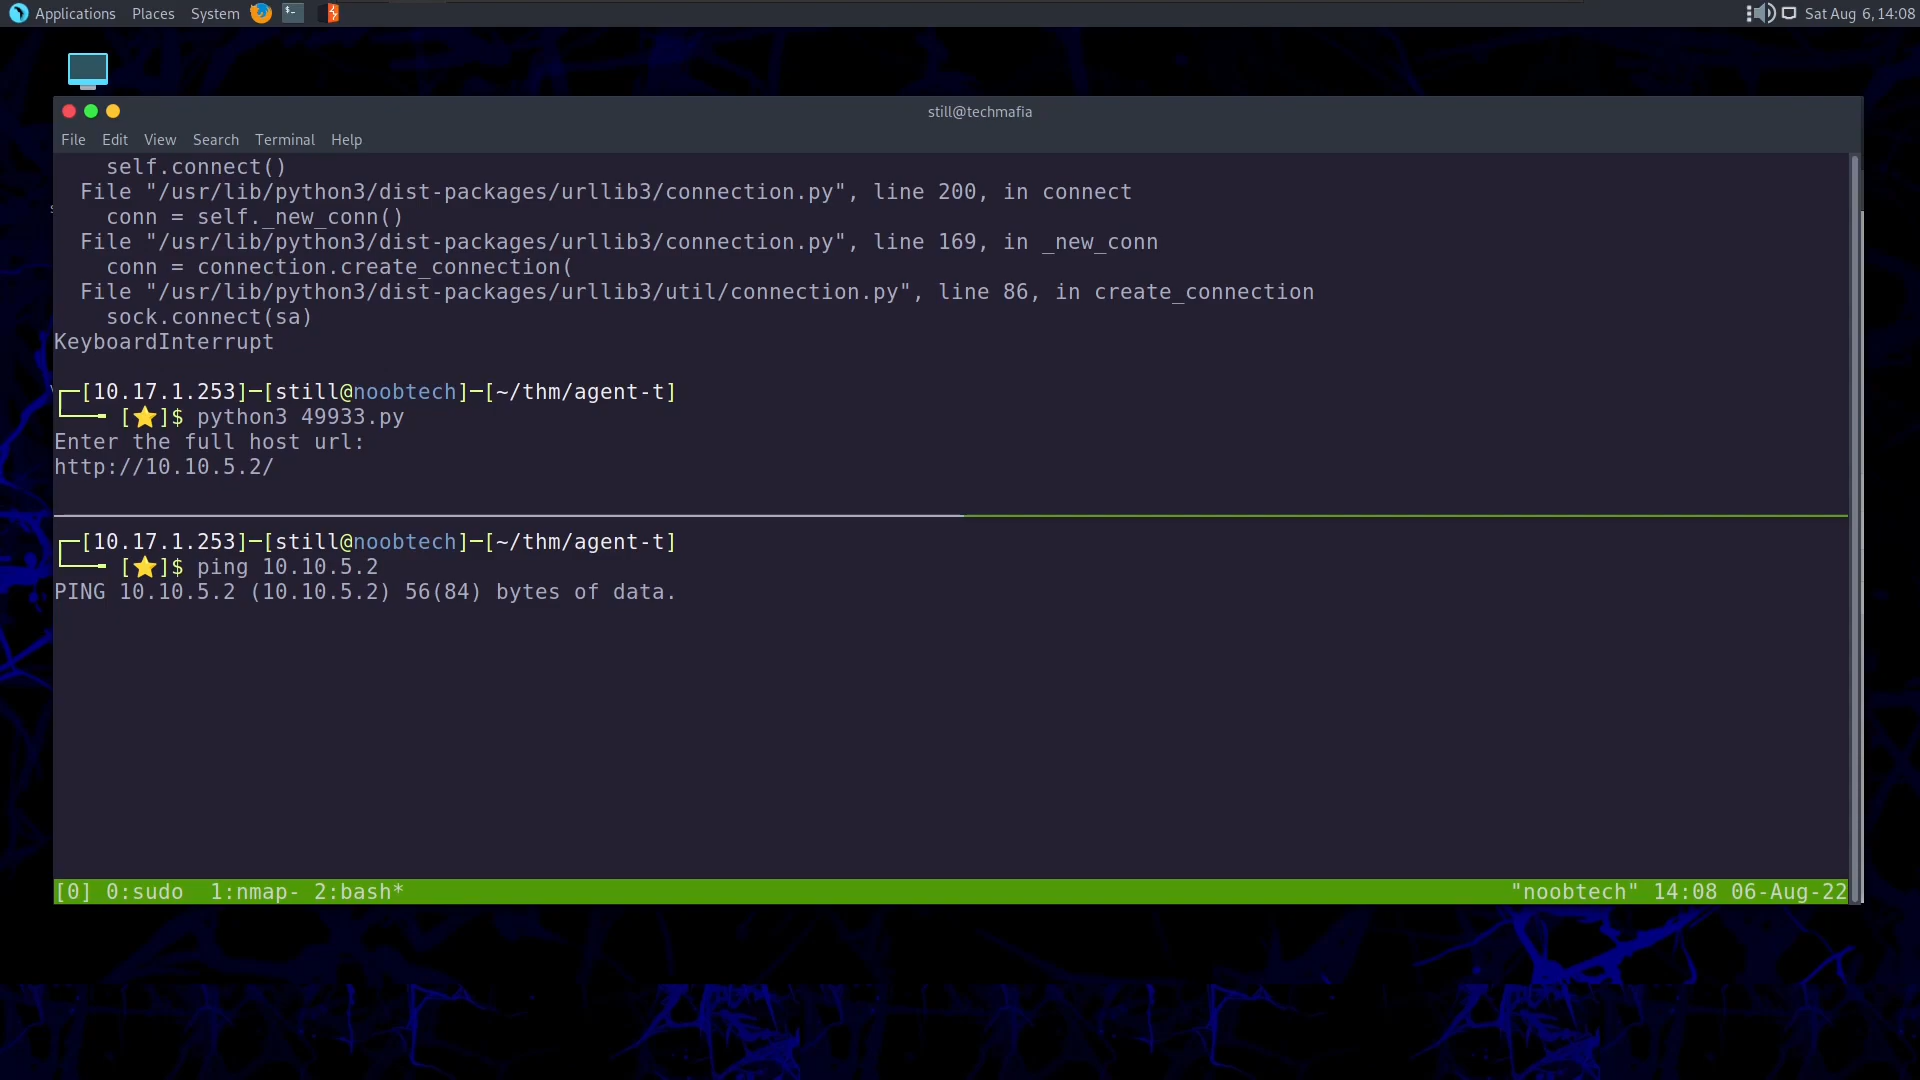 Applications Places System Sat Aug 6, 14:08
still@techmafia
File Edit View Search Terminal Help
self.connect()
File "/usr/lib/python3/dist-packages/urllib3/connection.py", line 200, in connect
conn = self._new_conn()
File "/usr/lib/python3/dist-packages/urllib3/connection.py", line 169, in _new_conn
conn = connection.create_connection(
File "/usr/lib/python3/dist-packages/urllib3/util/connection.py", line 86, in create_connection
sock.connect(sa)
KeyboardInterrupt
┌─[10.17.1.253]─[still@noobtech]─[~/thm/agent-t]
└──╼ [⭐]$ python3 49933.py
Enter the full host url:
http://10.10.5.2/
┌─[10.17.1.253]─[still@noobtech]─[~/thm/agent-t]
└──╼ [⭐]$ ping 10.10.5.2
PING 10.10.5.2 (10.10.5.2) 56(84) bytes of data.
[0] 0:sudo  1:nmap- 2:bash* "noobtech" 14:08 06-Aug-22